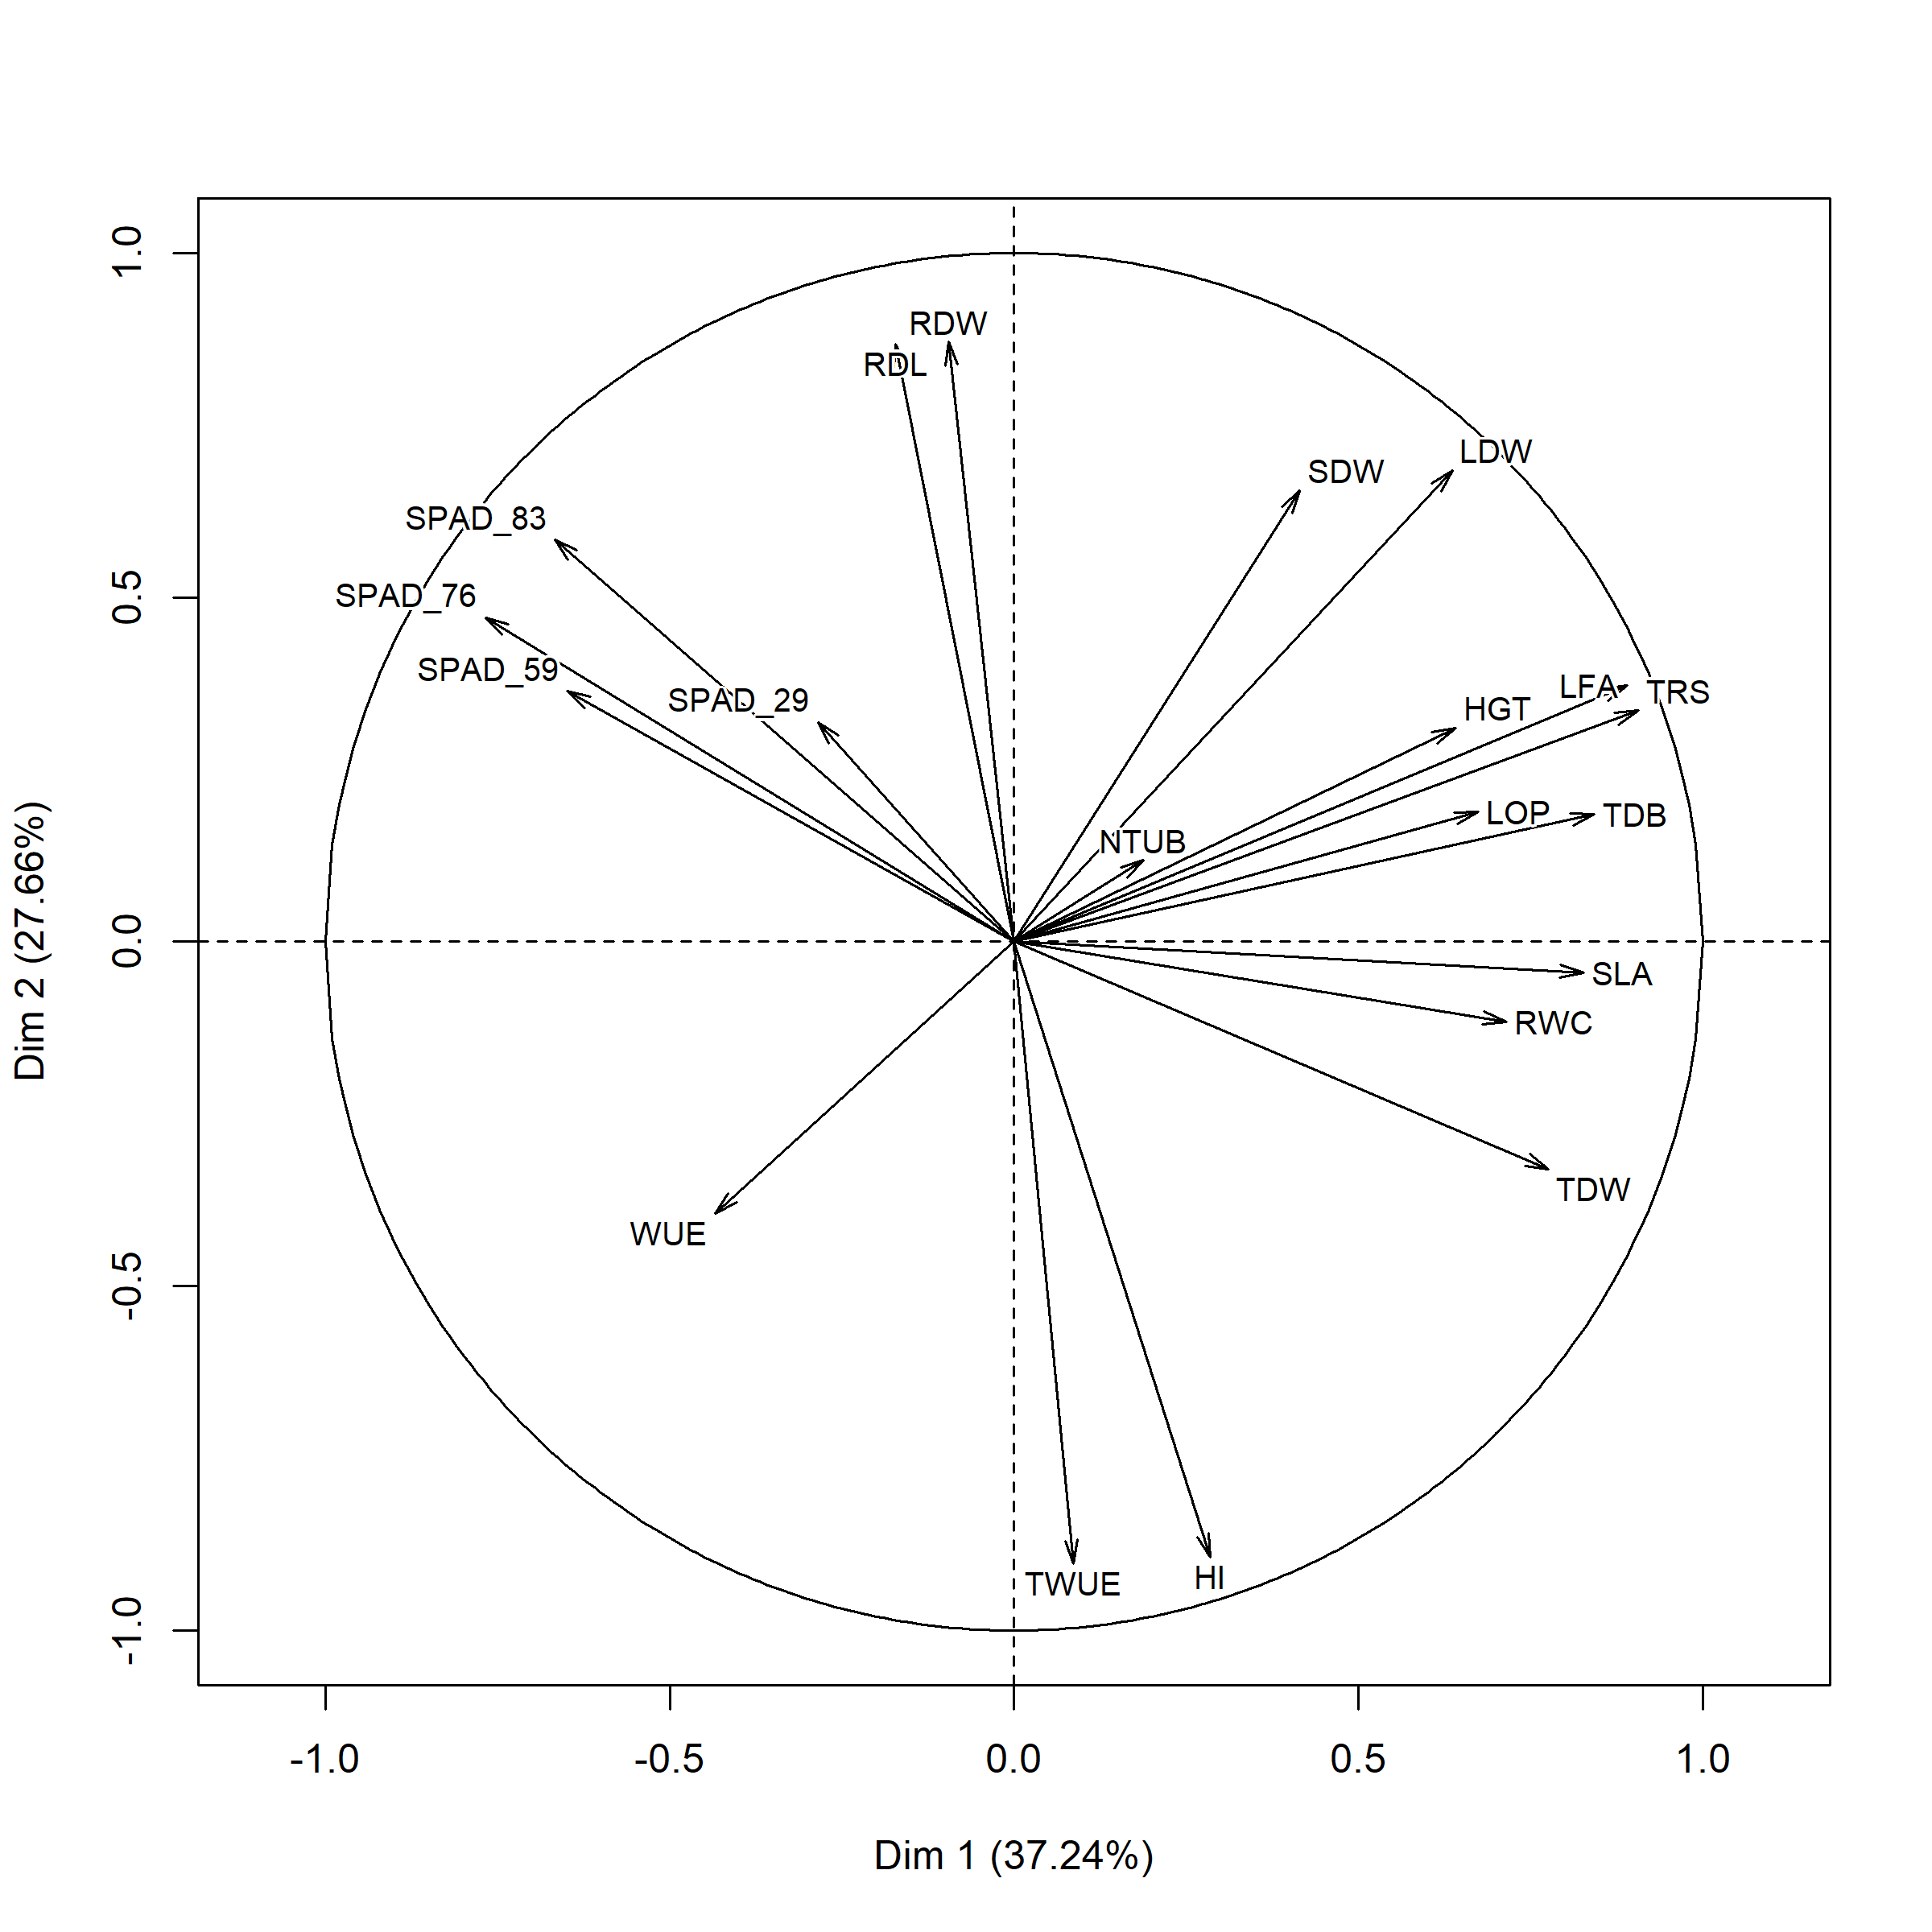 1.0
0.5
0.0
-0.5
-1.0
Dim 2 (27.66%)
RDW
RDL
LDW
SDW
SPAD_83
SPAD_76
SPAD_59
SPAD_29
LFA
TRS
HGT
LOP
TDB
NTUB
SLA
RWC
TDW
WUE
TWUE
HI
-1.0
-0.5
0.0
0.5
1.0
Dim 1 (37.24%)